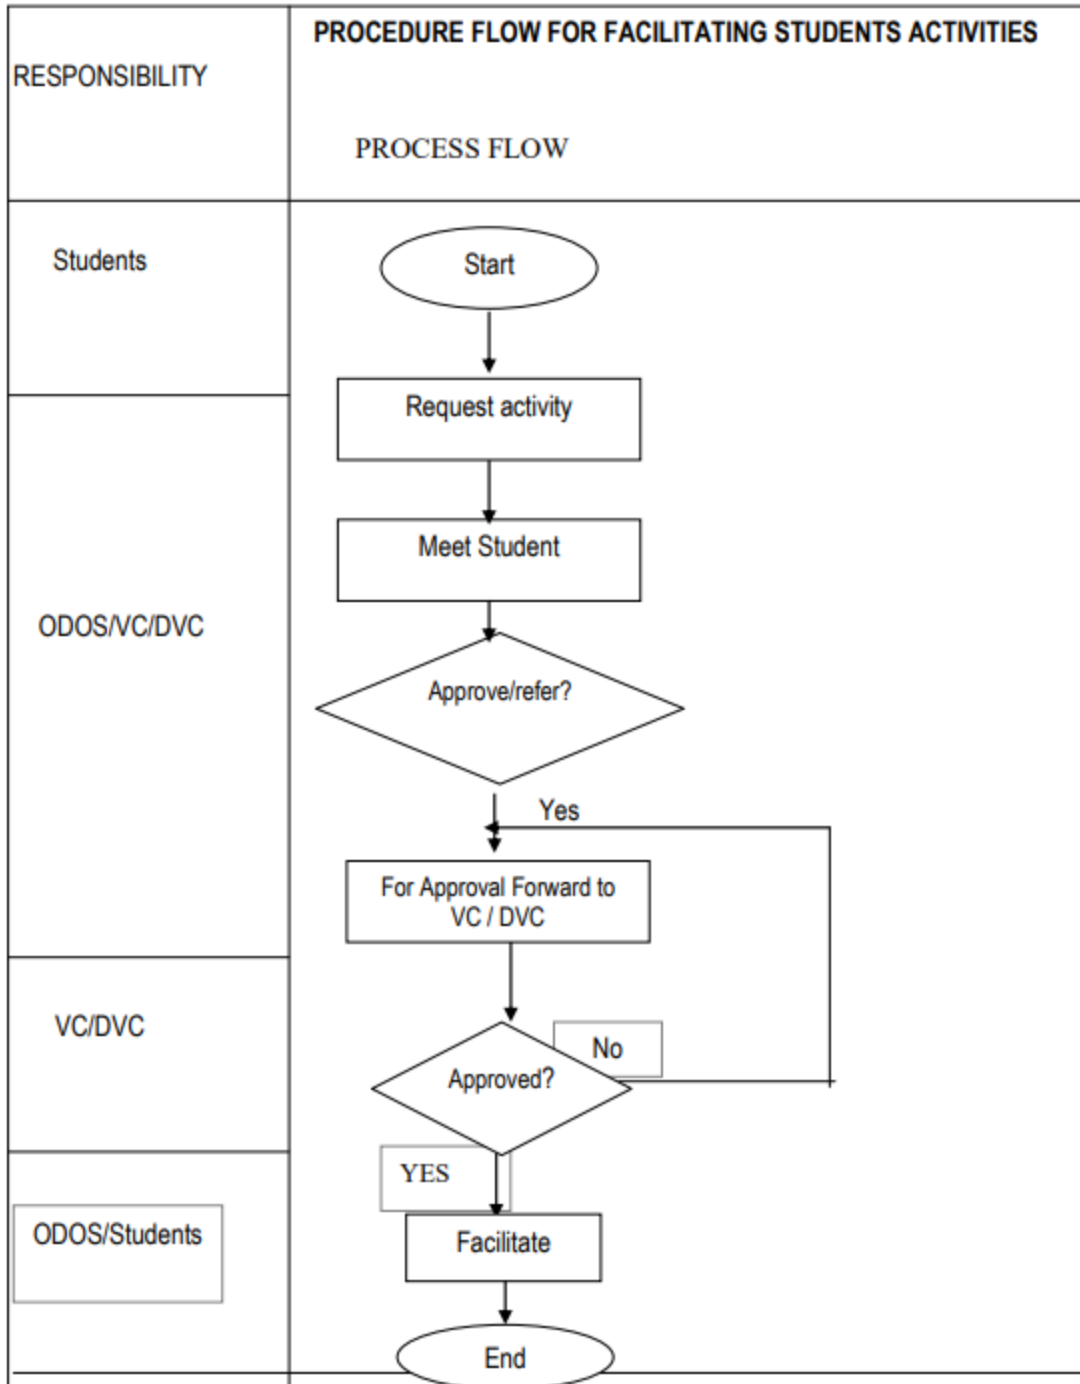 PROCEDURE FLOW FOR FACILITATING STUDENTS ACTIVITIES
RESPONSIBILITY
PROCESS FLOW
Students
Start
Request activity
Meet Student
ODOS/VC/DVC
Approve/refer?
Yes
For Approval Forward to
VC / DVC
VC/DVC
No
Approved?
YES
ODOS/Students
Facilitate
End